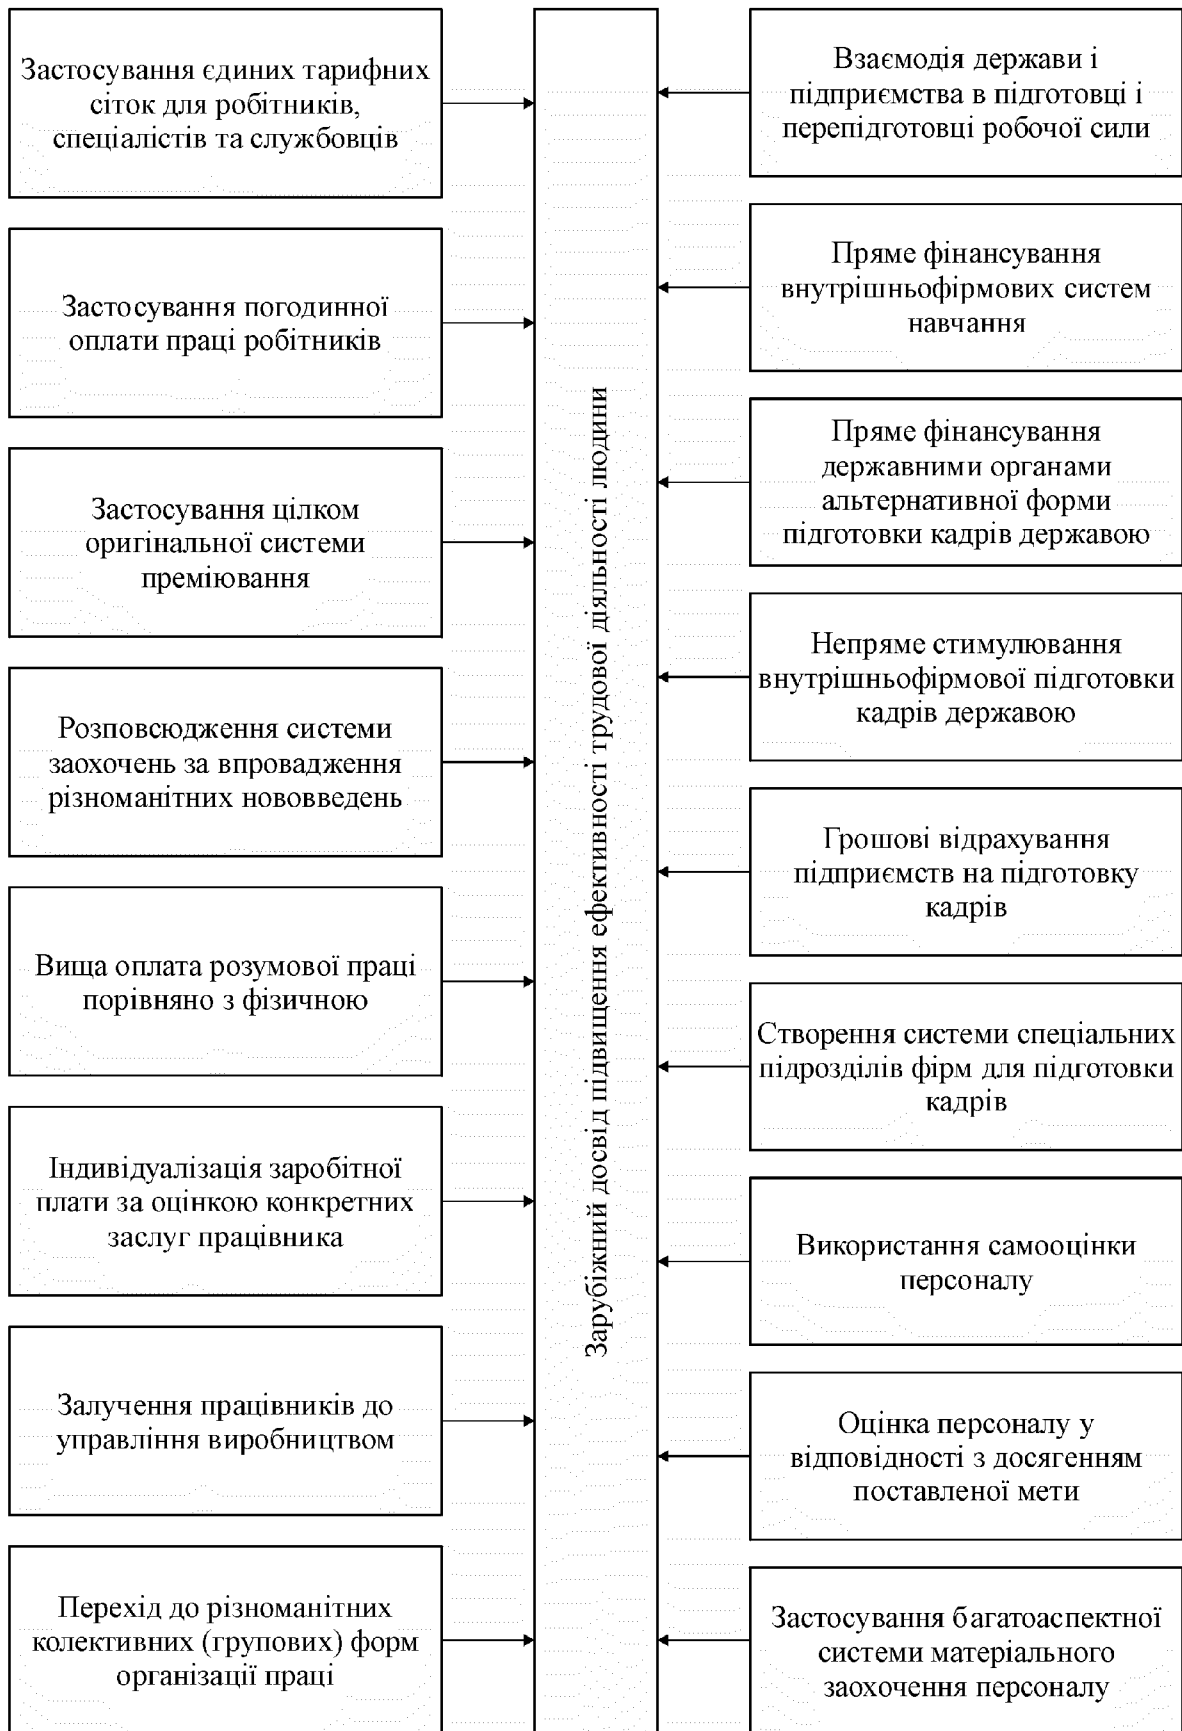 Застосування єдиних тарифних
сіток для робітників,
спеціалістів та службовців
Застосування погодинної
оплати праці робітників
Застосування цілком
оригінальної системи
преміювання
Розповсюдження системи
заохочень за впровадження
різноманітних нововведень
Вища оплата розумової праці
порівняно з фізичною
Індивідуалізація заробітної
плати за оцінкою конкретних
заслуг працівника
Залучення працівників до
управління виробництвом
Перехід до різноманітних
колективних (групових) форм
організації праці
Зарубіжний досвід підвищення ефективності трудової діяльності людини
Взаємодія держави і
підприємства в підготовці і
перепідготовці робочої сили
Пряме фінансування
внутрішньофірмових систем
навчання
Пряме фінансування
державними органами
альтернативної форми
підготовки кадрів державою
Непряме стимулювання
внутрішньофірмової підготовки
кадрів державою
Грошові відрахування
підприємств на підготовку
кадрів
Створення системи спеціальних
підрозділів фірм для підготовки
кадрів
Використання самооцінки
персоналу
Оцінка персоналу у
відповідності з досягенням
поставленої мети
Застосування багатоаспектної
системи матеріального
заохочення персоналу